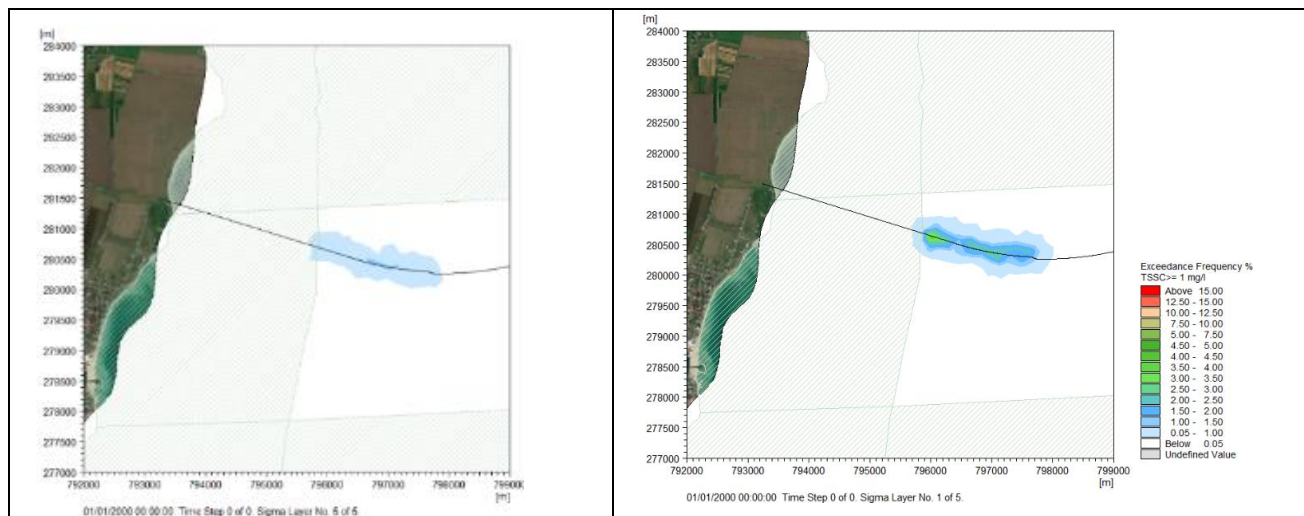 [m]
284000
283500
283000
282500
282000
281500
281000
280500
280000
279500
279000
278500
278000
277500
277000
792000 793000 794000 795000 796000 797000 798000 799000
[m]
01/01/2000 00:00:00 Time Step 0 of 0. Sigma Layer No. 5 of 5.
[m]
284000
283500
283000
282500
282000
281500
281000
280500
280000
279500
279000
278500
278000
277500
277000
792000 793000 794000 795000 796000 797000 798000 799000
[m]
01/01/2000 00:00:00 Time Step 0 of 0. Sigma Layer No. 1 of 5.
Exceedance Frequency %
TSSC>= 1 mg/l
Above 15.00
12.50 - 15.00
10.00 - 12.50
7.50 - 10.00
5.00 - 7.50
4.50 - 5.00
4.00 - 4.50
3.50 - 4.00
3.00 - 3.50
2.50 - 3.00
2.00 - 2.50
1.50 - 2.00
1.00 - 1.50
0.05 - 1.00
Below 0.05
Undefined Value